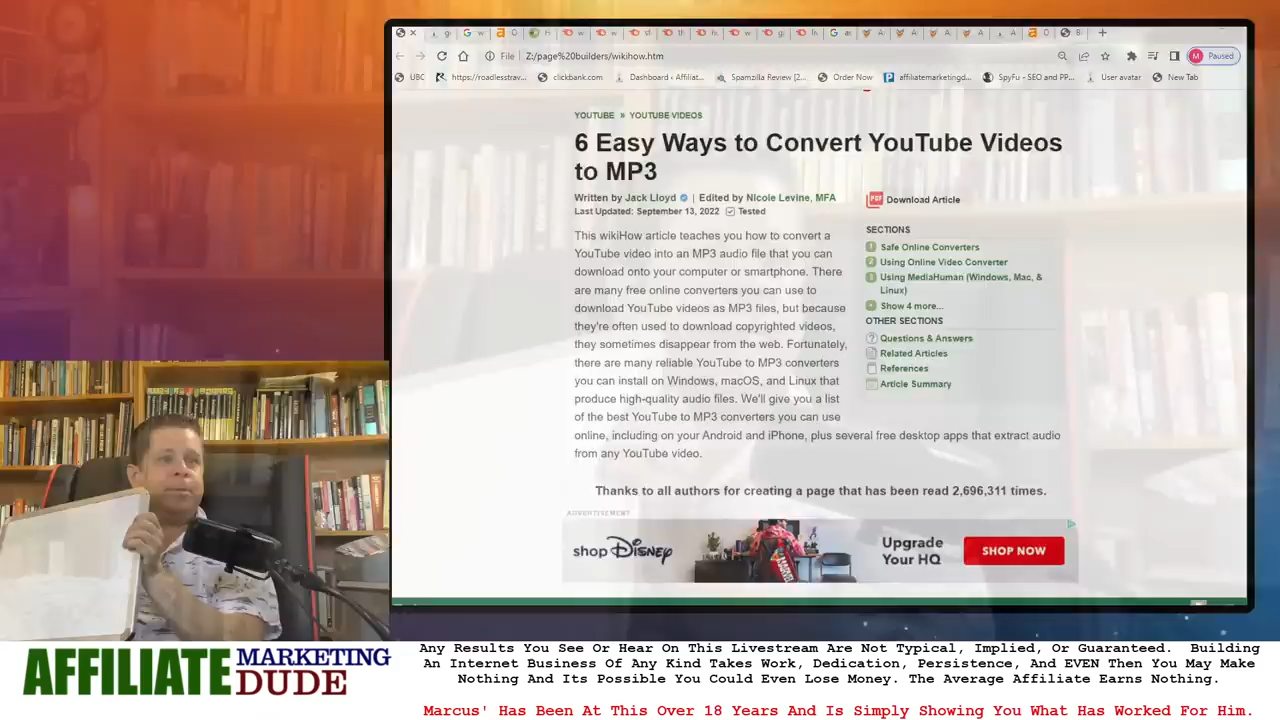 File Z:/page%20builders/wikihow.htm
Paused
UBC https://roadlesstrav... clickbank.com Dashboard ‹ Affiliat... Spamzilla Review [2... Order Now affiliatemarketingd... SpyFu – SEO and PP... User avatar New Tab
YOUTUBE » YOUTUBE VIDEOS
6 Easy Ways to Convert YouTube Videos
to MP3
Written by Jack Lloyd | Edited by Nicole Levine, MFA
Last Updated: September 13, 2022 Tested
PDF Download Article
This wikiHow article teaches you how to convert a
YouTube video into an MP3 audio file that you can
download onto your computer or smartphone. There
are many free online converters you can use to
download YouTube videos as MP3 files, but because
they're often used to download copyrighted videos,
they sometimes disappear from the web. Fortunately,
there are many reliable YouTube to MP3 converters
you can install on Windows, macOS, and Linux that
produce high-quality audio files. We'll give you a list
of the best YouTube to MP3 converters you can use
online, including on your Android and iPhone, plus several free desktop apps that extract audio
from any YouTube video.
SECTIONS
1 Safe Online Converters
2 Using Online Video Converter
3 Using MediaHuman (Windows, Mac, &
Linux)
Show 4 more...
OTHER SECTIONS
Questions & Answers
Related Articles
References
Article Summary
Thanks to all authors for creating a page that has been read 2,696,311 times.
ADVERTISEMENT
shop Disney
Upgrade
Your HQ
SHOP NOW
AFFILIATE MARKETING
DUDE
Any Results You See Or Hear On This Livestream Are Not Typical, Implied, Or Guaranteed. Building
An Internet Business Of Any Kind Takes Work, Dedication, Persistence, And EVEN Then You May Make
Nothing And Its Possible You Could Even Lose Money. The Average Affiliate Earns Nothing.
Marcus' Has Been At This Over 18 Years And Is Simply Showing You What Has Worked For Him.